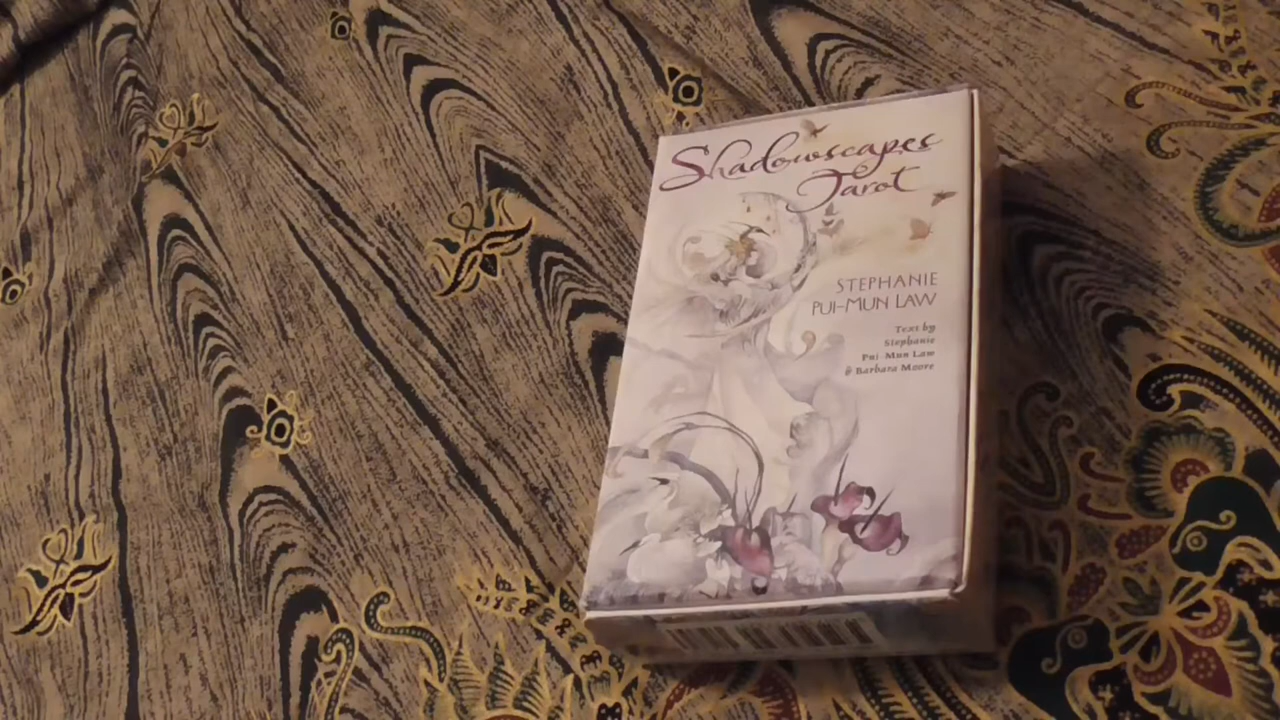 Shadowscapes
Tarot
STEPHANIE
PUI-MUN LAW
Text by
Stephanie
Pui-Mun Law
& Barbara Moore